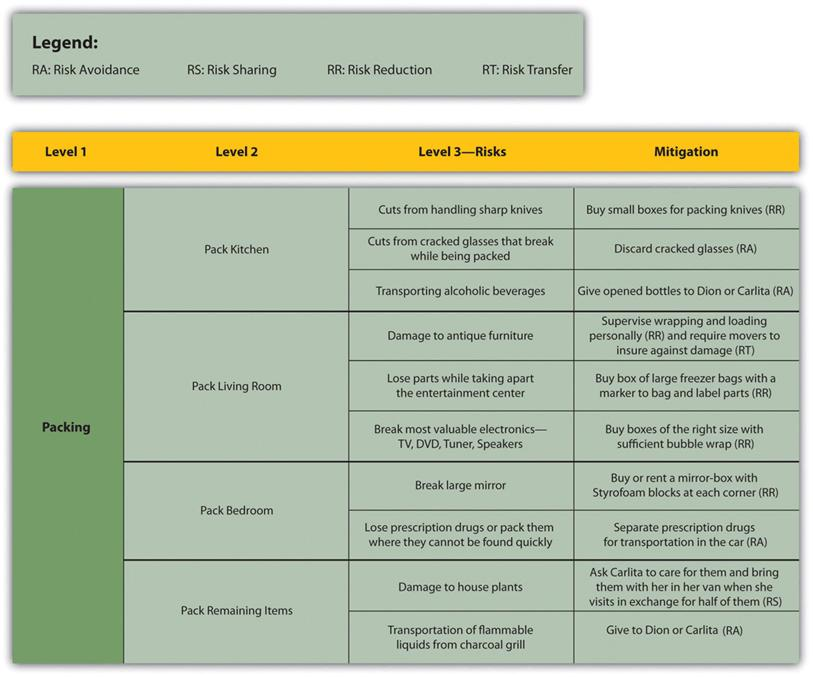 Legend:
RA: Risk Avoidance RS: Risk Sharing RR: Risk Reduction RT: Risk Transfer
Level 1 Level 2 Level 3—Risks Mitigation
Packing
Pack Kitchen
Cuts from handling sharp knives
Buy small boxes for packing knives (RR)
Cuts from cracked glasses that break
while being packed
Discard cracked glasses (RA)
Transporting alcoholic beverages
Give opened bottles to Dion or Carlita (RA)
Pack Living Room
Damage to antique furniture
Supervise wrapping and loading
personally (RR) and require movers to
insure against damage (RT)
Lose parts while taking apart
the entertainment center
Buy box of large freezer bags with a
marker to bag and label parts (RR)
Break most valuable electronics—
TV, DVD, Tuner, Speakers
Buy boxes of the right size with
sufficient bubble wrap (RR)
Pack Bedroom
Break large mirror
Buy or rent a mirror-box with
Styrofoam blocks at each corner (RR)
Lose prescription drugs or pack them
where they cannot be found quickly
Separate prescription drugs
for transportation in the car (RA)
Pack Remaining Items
Damage to house plants
Ask Carlita to care for them and bring
them with her in her van when she
visits in exchange for half of them (RS)
Transportation of flammable
liquids from charcoal grill
Give to Dion or Carlita (RA)